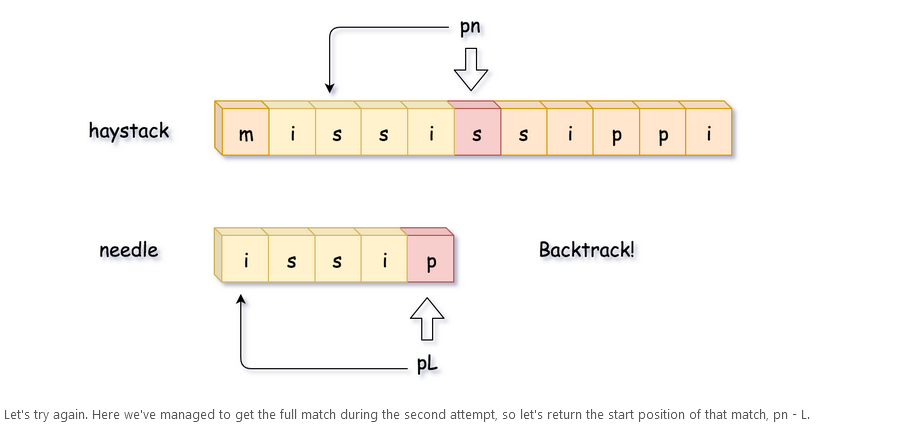 pn
haystack
m i s s i s s i p p i
needle
i s s i p
Backtrack!
pL
Let's try again. Here we've managed to get the full match during the second attempt, so let's return the start position of that match, pn - L.